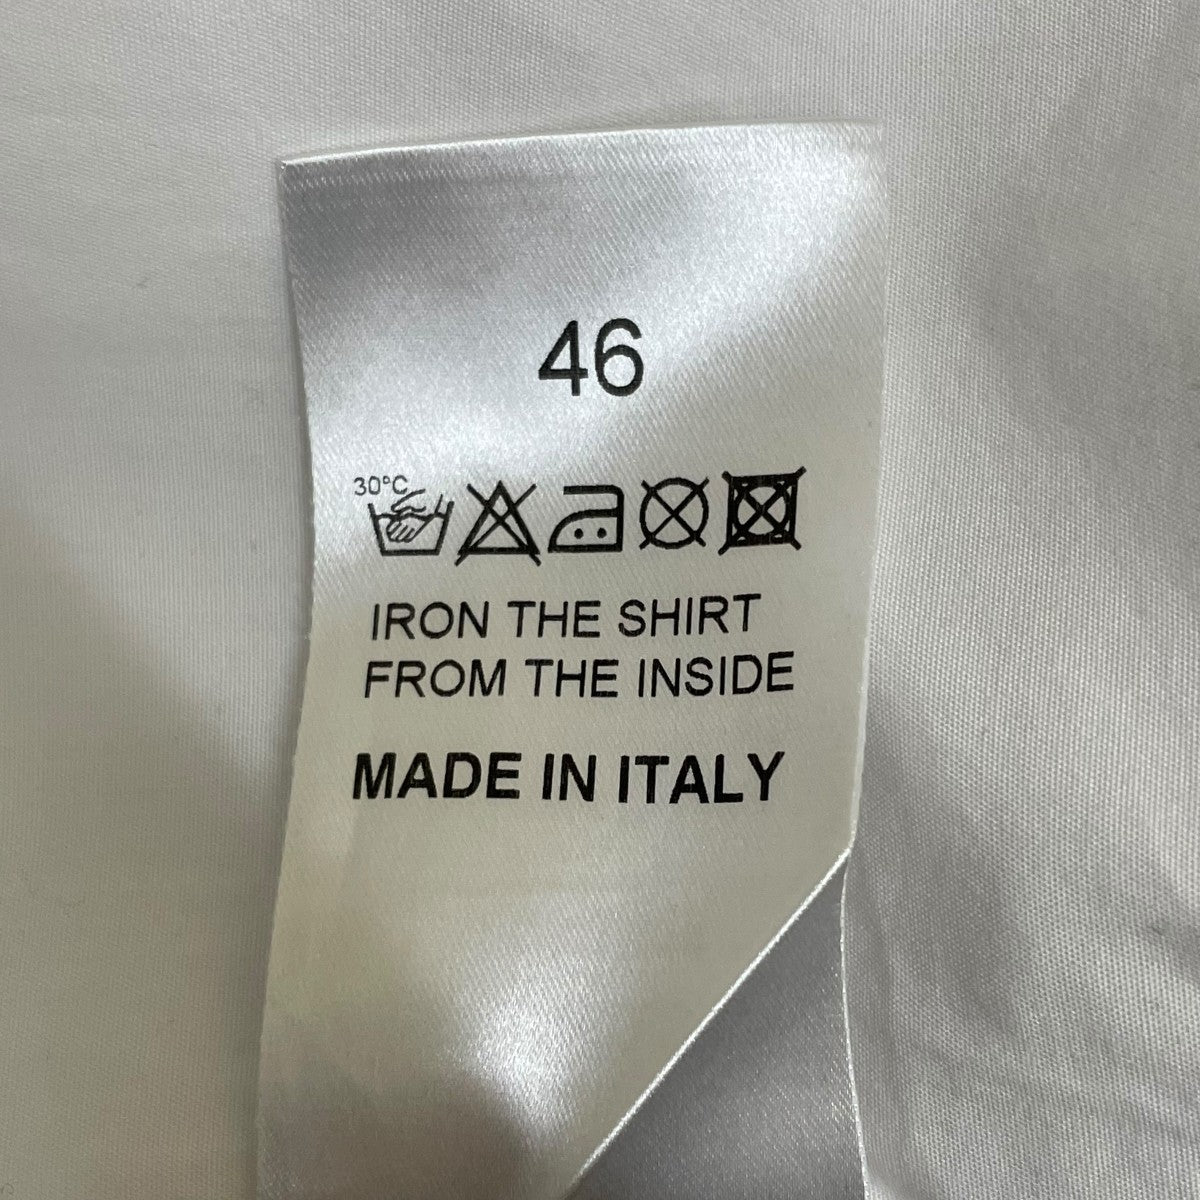 46
30°C
IRON THE SHIRT
FROM THE INSIDE
MADE IN ITALY